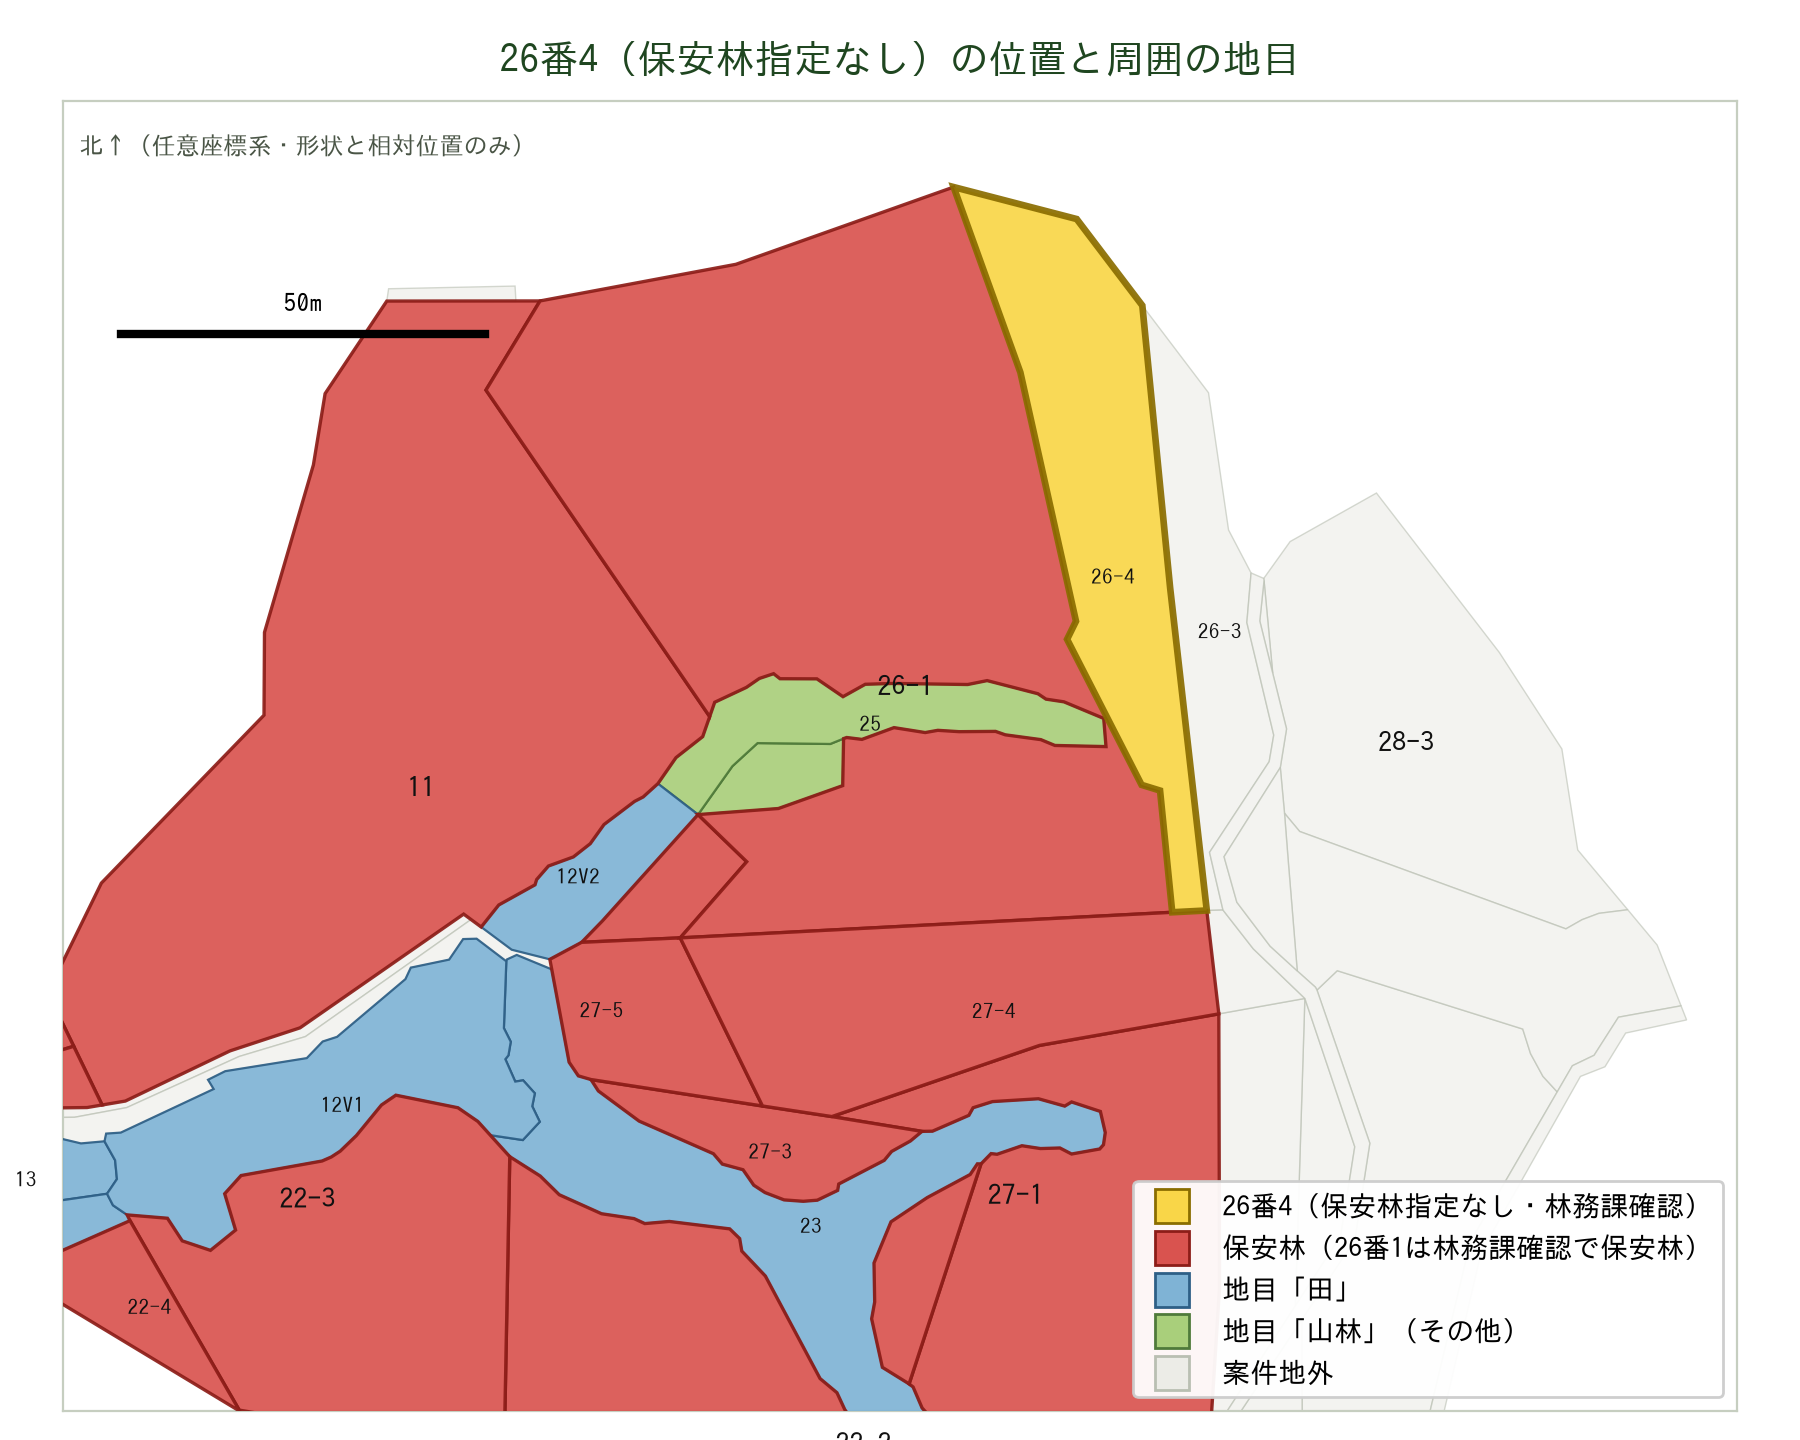 26番4（保安林指定なし）の位置と周囲の地目
北↑（任意座標系・形状と相対位置のみ）
50m
26-4
26-3
26-1
25
28-3
11
12V2
27-5
27-4
12V1
27-3
13
22-3
27-1
23
22-4
26番4（保安林指定なし・林務課確認）
保安林（26番1は林務課確認で保安林）
地目「田」
地目「山林」（その他）
案件地外